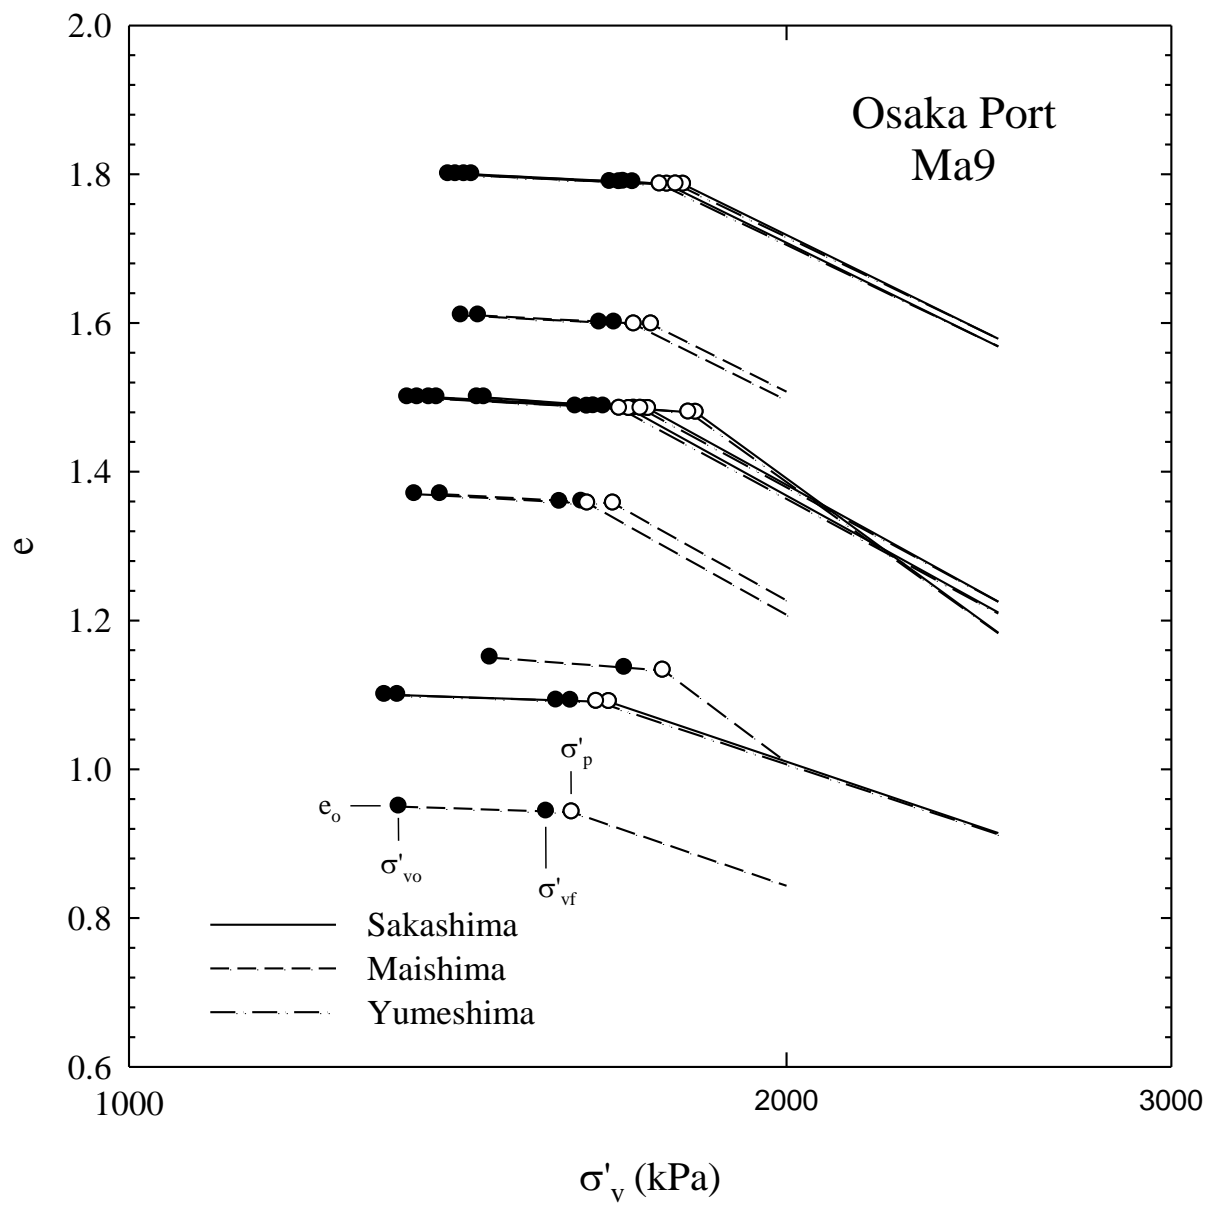 2.0
Osaka Port
Ma9
1.8
1.6
1.4
e
1.2
σ'p
1.0
eo
σ'vo
σ'vf
0.8
Sakashima
Maishima
Yumeshima
0.6
1000 2000 3000
σ'v (kPa)